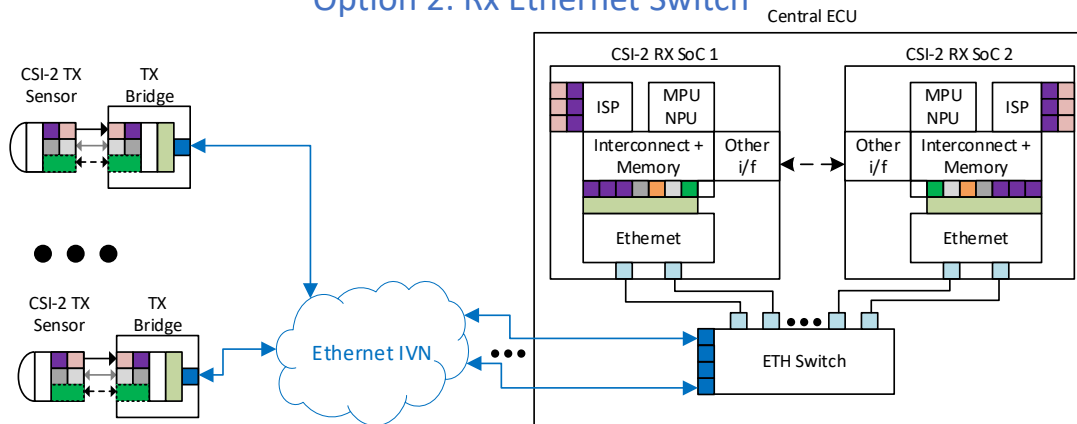 Option 2: Rx Ethernet Switch
Central ECU
CSI-2 TX
Sensor
TX
Bridge
CSI-2 RX SoC 1
ISP
MPU
NPU
Interconnect +
Memory
Other
i/f
Ethernet
CSI-2 RX SoC 2
MPU
NPU
ISP
Other
i/f
Interconnect +
Memory
Ethernet
CSI-2 TX
Sensor
TX
Bridge
Ethernet IVN
ETH Switch